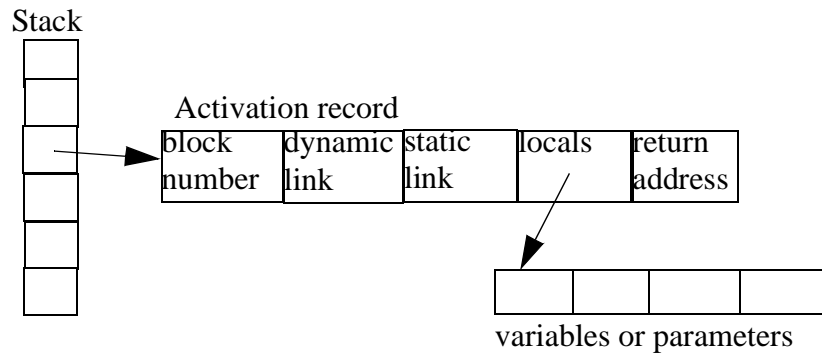 Stack
Activation record
block number
dynamic link
static link
locals
return address
variables or parameters